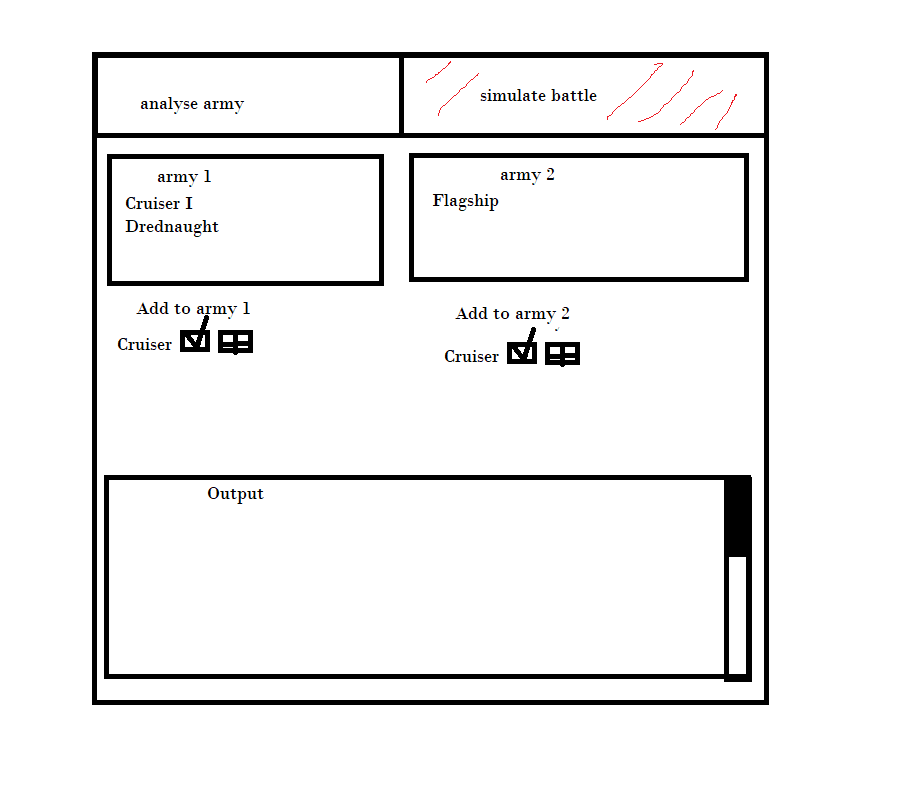 analyse army
simulate battle
army 1
Cruiser I
Drednaught
army 2
Flagship
Add to army 1
Cruiser
Add to army 2
Cruiser
Output